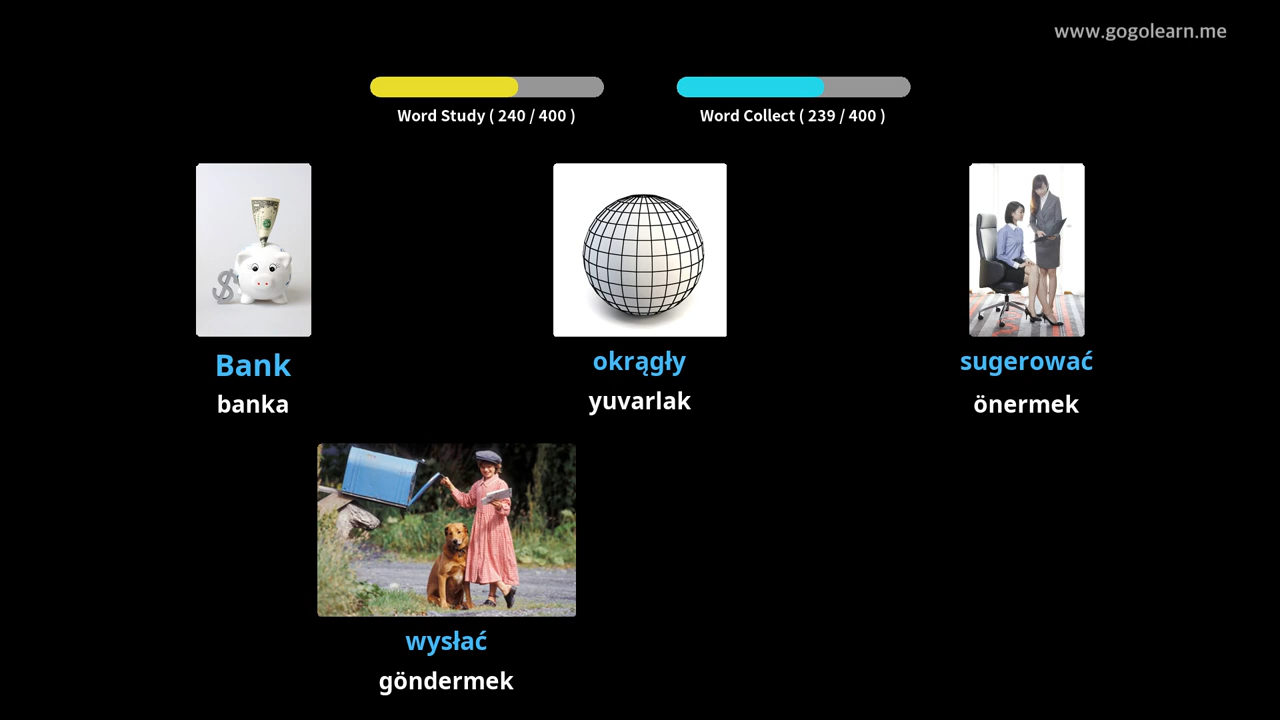 www.gogolearn.me
Word Study ( 240 / 400 )
Word Collect ( 239 / 400 )
Bank
banka
okrągły
yuvarlak
sugerować
önermek
wysłać
göndermek